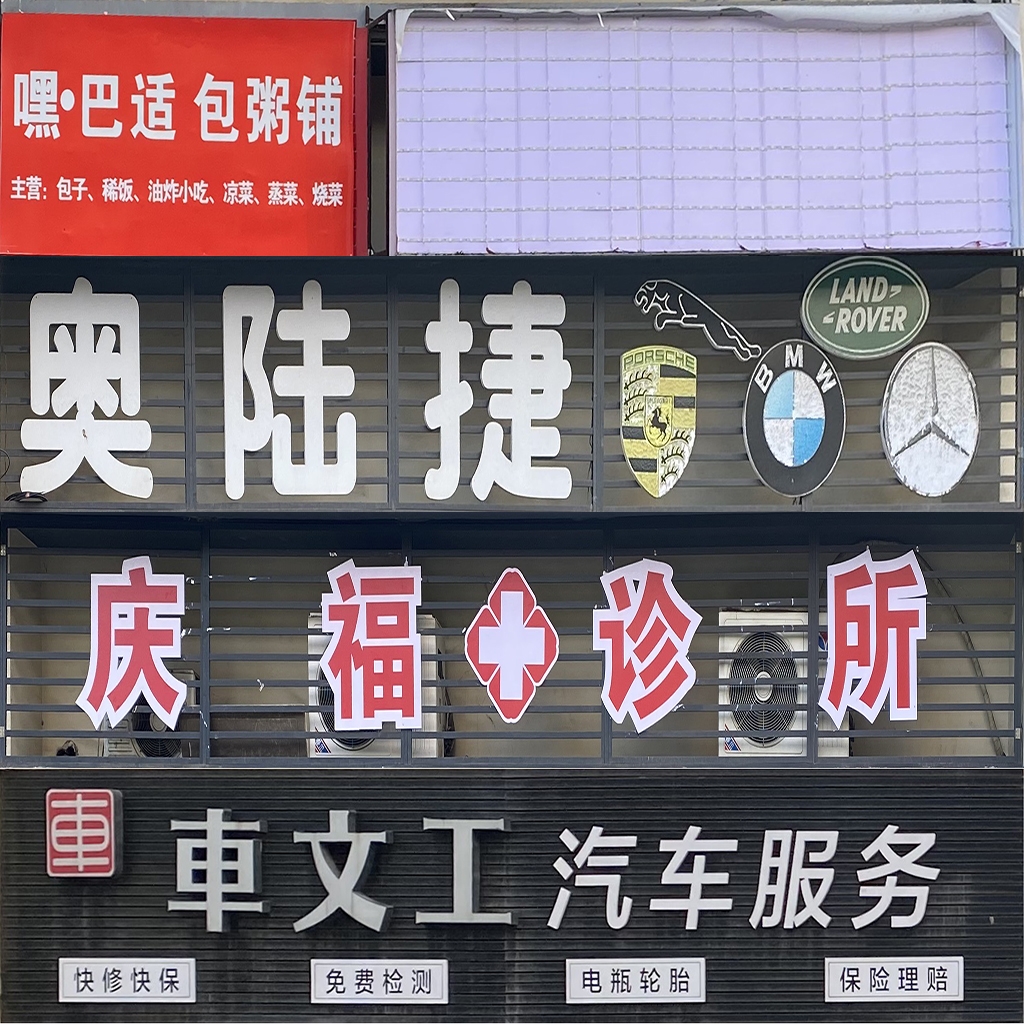 嘿·巴适 包粥铺
主营：包子、稀饭、油炸小吃、凉菜、蒸菜、烧菜
奥陆捷
LAND-
-ROVER
PORSCHE
BMW
庆福诊所
車
車文工 汽车服务
快修快保 免费检测 电瓶轮胎 保险理赔